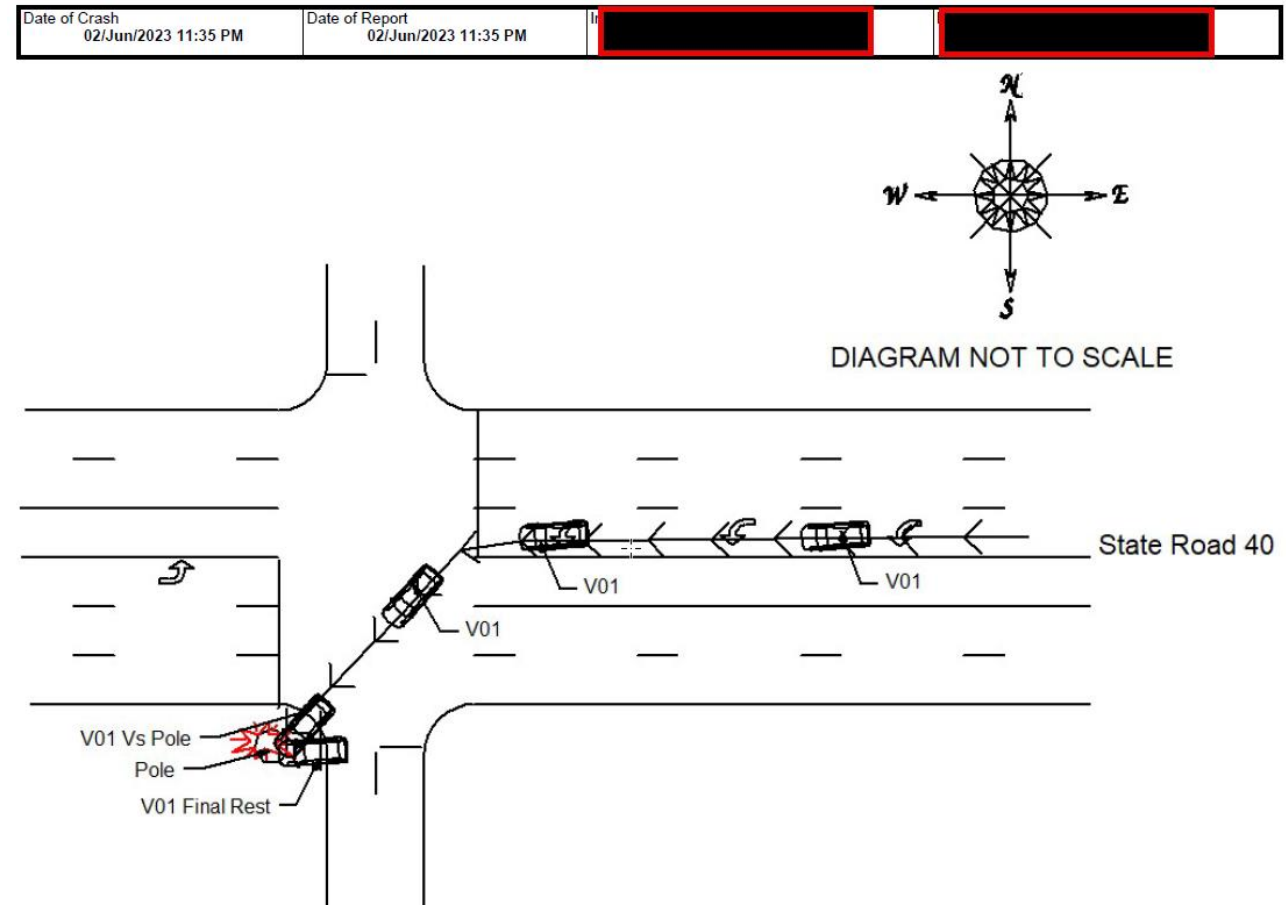 Date of Crash
02/Jun/2023 11:35 PM
Date of Report
02/Jun/2023 11:35 PM
N
W E
S
DIAGRAM NOT TO SCALE
State Road 40
V01
V01
V01
V01 Vs Pole
Pole
V01 Final Rest